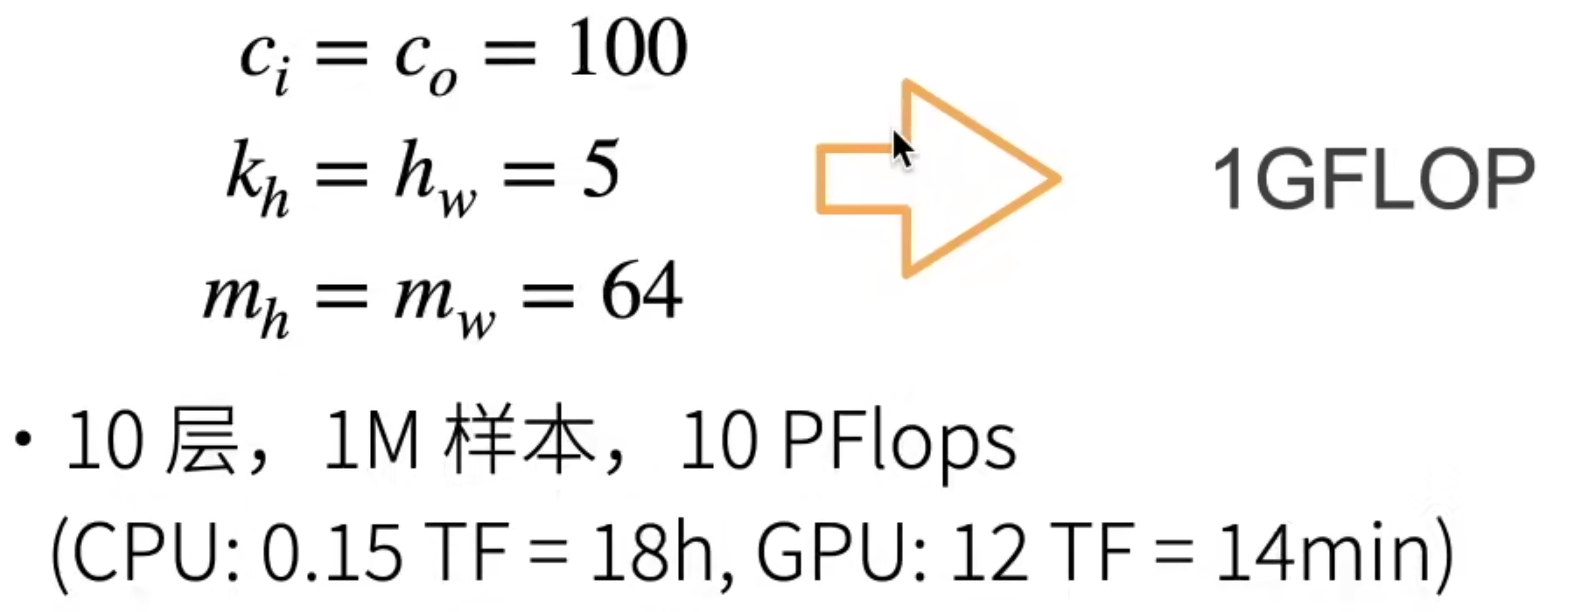 c_i = c_o = 100
k_h = h_w = 5
m_h = m_w = 64
1GFLOP
• 10 层，1M 样本，10 PFlops
(CPU: 0.15 TF = 18h, GPU: 12 TF = 14min)